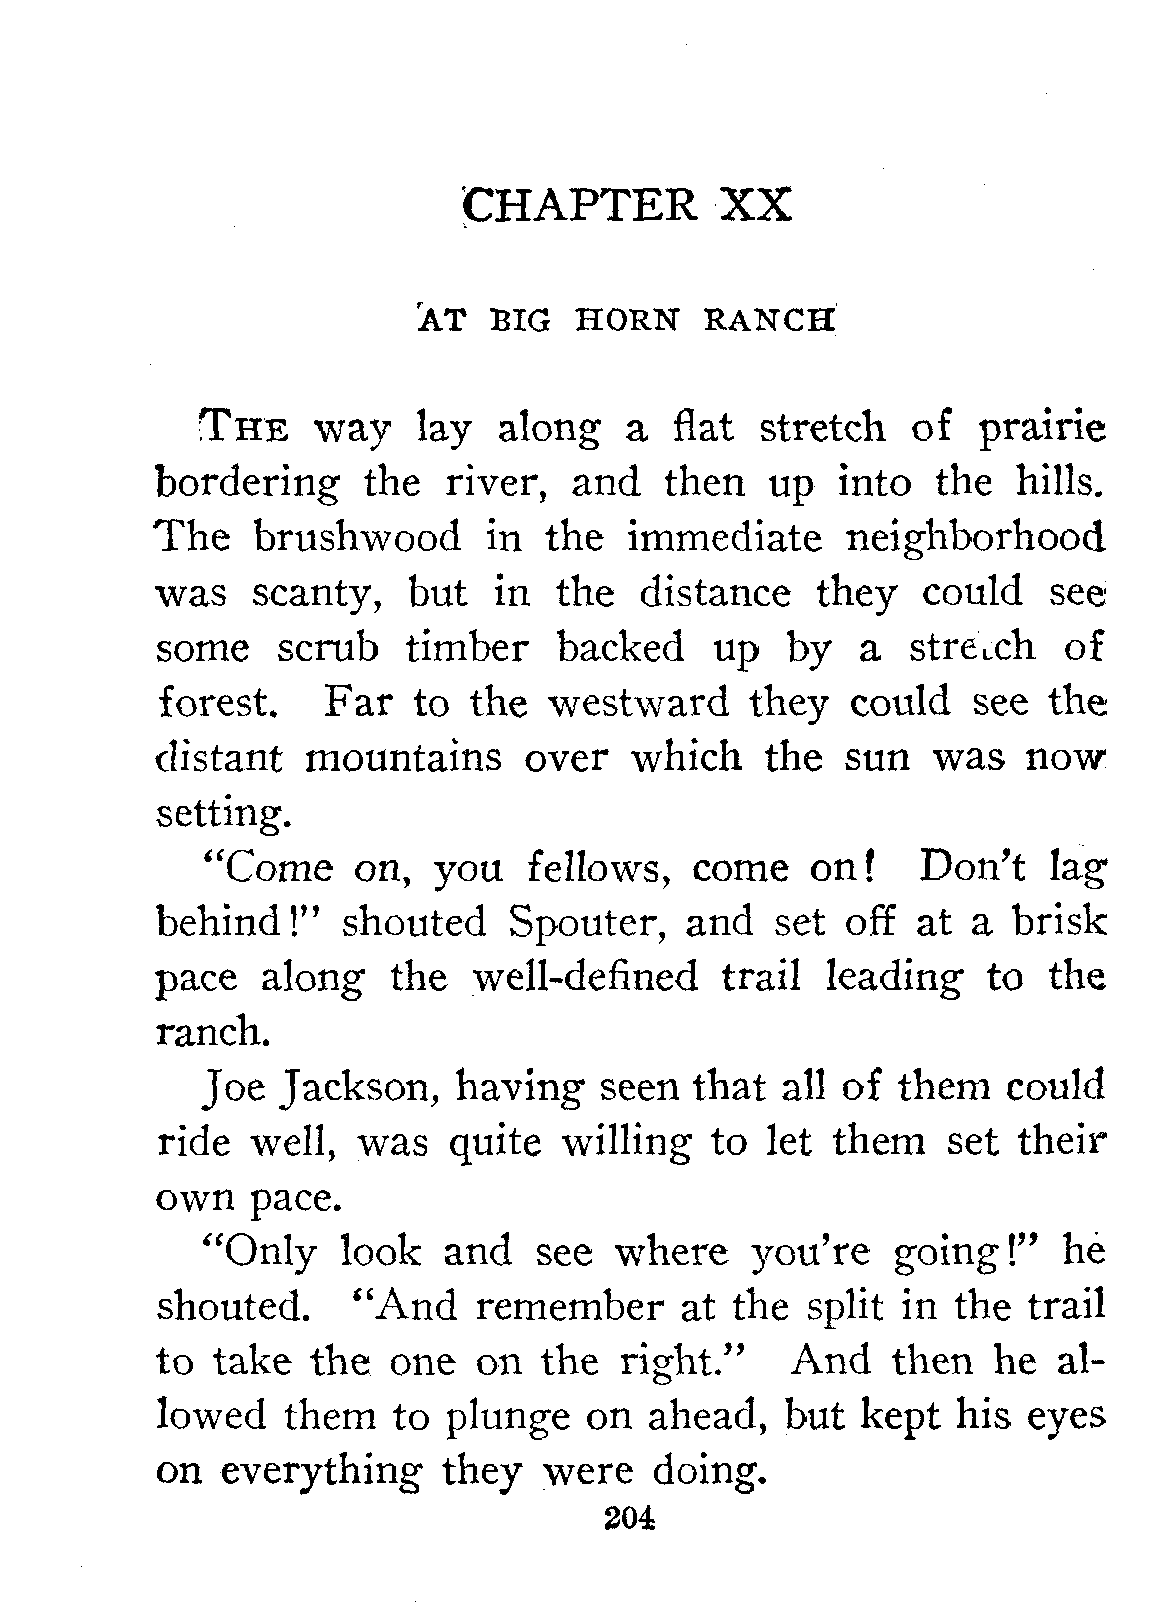 CHAPTER XX
AT BIG HORN RANCH
THE way lay along a flat stretch of prairie
bordering the river, and then up into the hills.
The brushwood in the immediate neighborhood
was scanty, but in the distance they could see
some scrub timber backed up by a stretch of
forest. Far to the westward they could see the
distant mountains over which the sun was now
setting.
"Come on, you fellows, come on! Don't lag
behind!" shouted Spouter, and set off at a brisk
pace along the well-defined trail leading to the
ranch.
Joe Jackson, having seen that all of them could
ride well, was quite willing to let them set their
own pace.
"Only look and see where you're going!" he
shouted. "And remember at the split in the trail
to take the one on the right." And then he al-
lowed them to plunge on ahead, but kept his eyes
on everything they were doing.
204